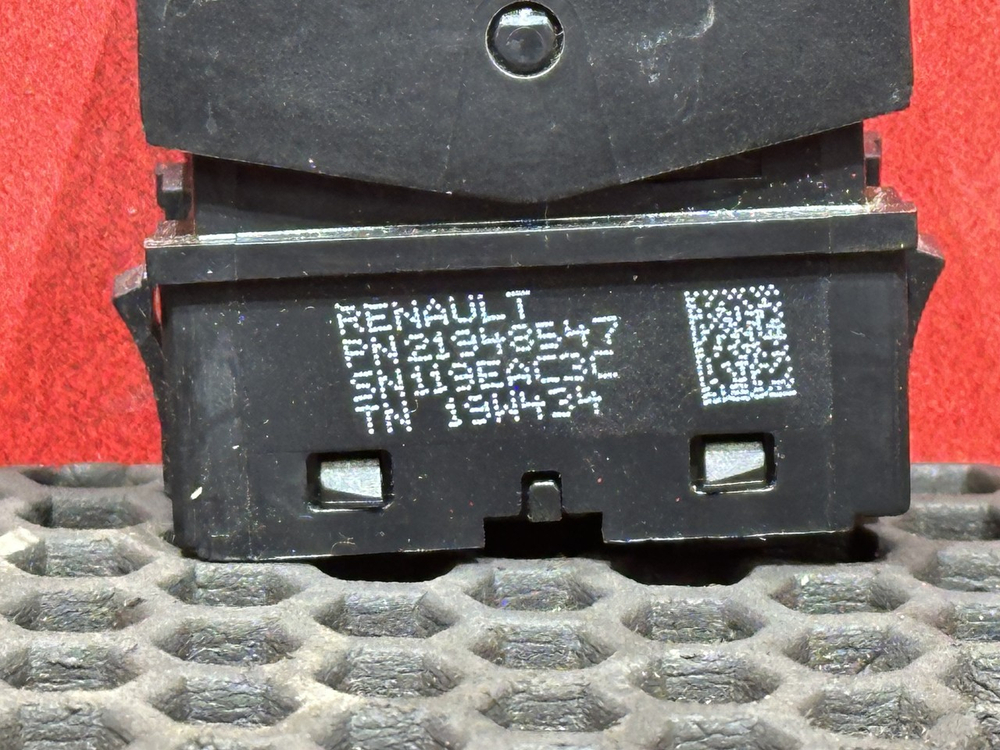 RENAULT
PN21948547
SN119EAC3C
TN 19W434